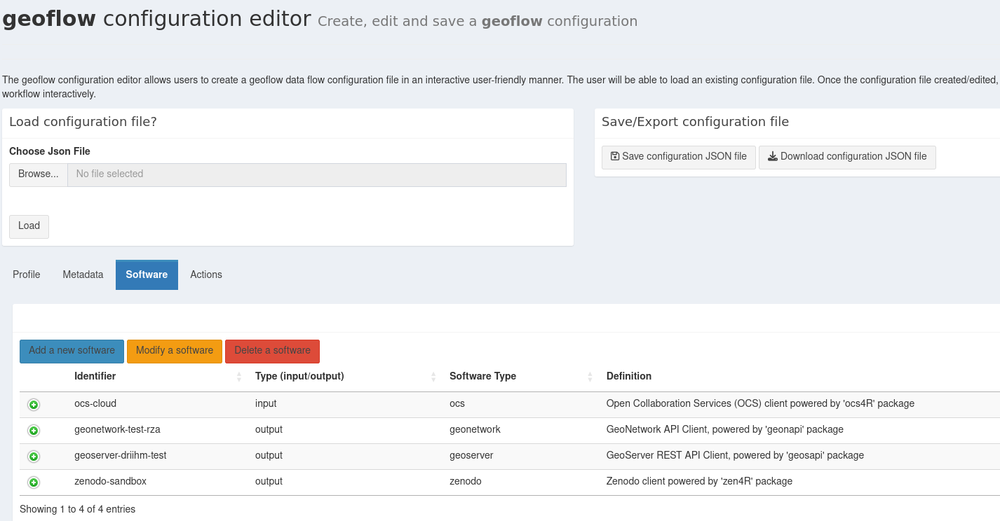 geoflow configuration editor Create, edit and save a geoflow configuration
The geoflow configuration editor allows users to create a geoflow data flow configuration file in an interactive user-friendly manner. The user will be able to load an existing configuration file. Once the configuration file created/edited,
workflow interactively.
Load configuration file?
Choose Json File
Browse... No file selected
Load
Save/Export configuration file
Save configuration JSON file Download configuration JSON file
Profile Metadata Software Actions
Add a new software Modify a software Delete a software
Identifier Type (input/output) Software Type Definition
ocs-cloud input ocs Open Collaboration Services (OCS) client powered by 'ocs4R' package
geonetwork-test-rza output geonetwork GeoNetwork API Client, powered by 'geonapi' package
geoserver-driihm-test output geoserver GeoServer REST API Client, powered by 'geosapi' package
zenodo-sandbox output zenodo Zenodo client powered by 'zen4R' package
Showing 1 to 4 of 4 entries